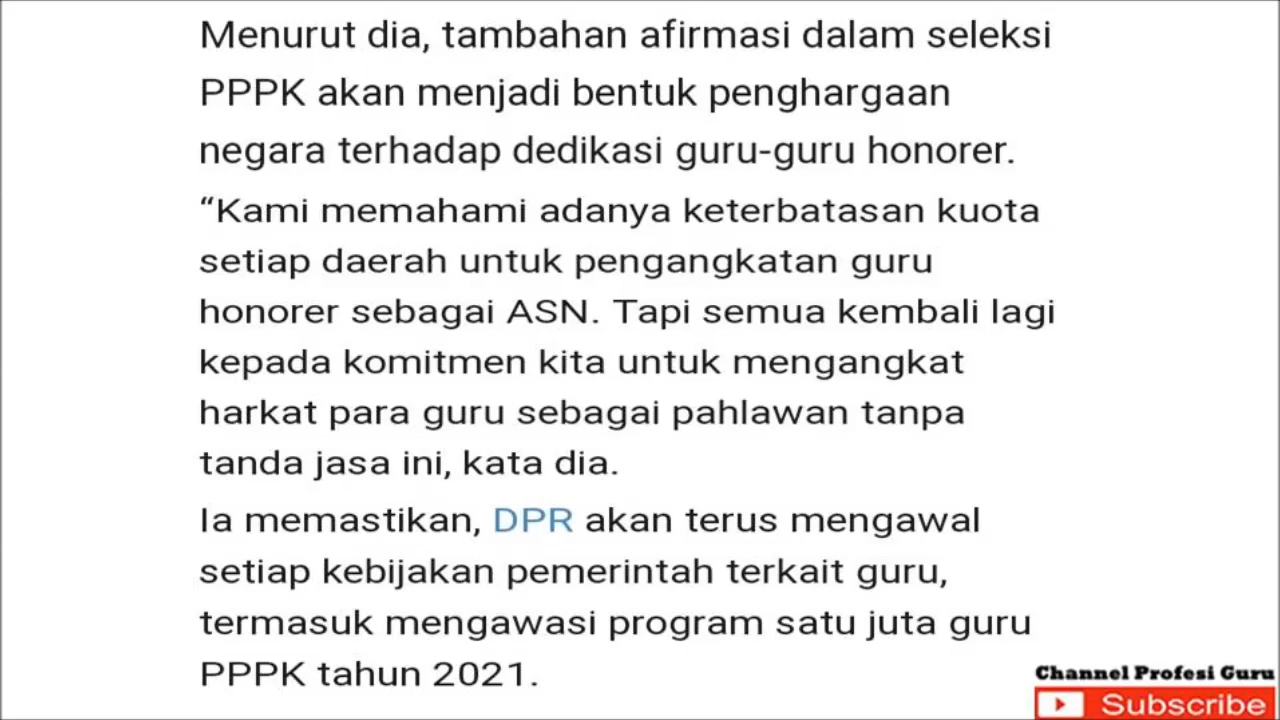 Menurut dia, tambahan afirmasi dalam seleksi
PPPK akan menjadi bentuk penghargaan
negara terhadap dedikasi guru-guru honorer.
“Kami memahami adanya keterbatasan kuota
setiap daerah untuk pengangkatan guru
honorer sebagai ASN. Tapi semua kembali lagi
kepada komitmen kita untuk mengangkat
harkat para guru sebagai pahlawan tanpa
tanda jasa ini, kata dia.
Ia memastikan, DPR akan terus mengawal
setiap kebijakan pemerintah terkait guru,
termasuk mengawasi program satu juta guru
PPPK tahun 2021.
Channel Profesi Guru
Subscribe